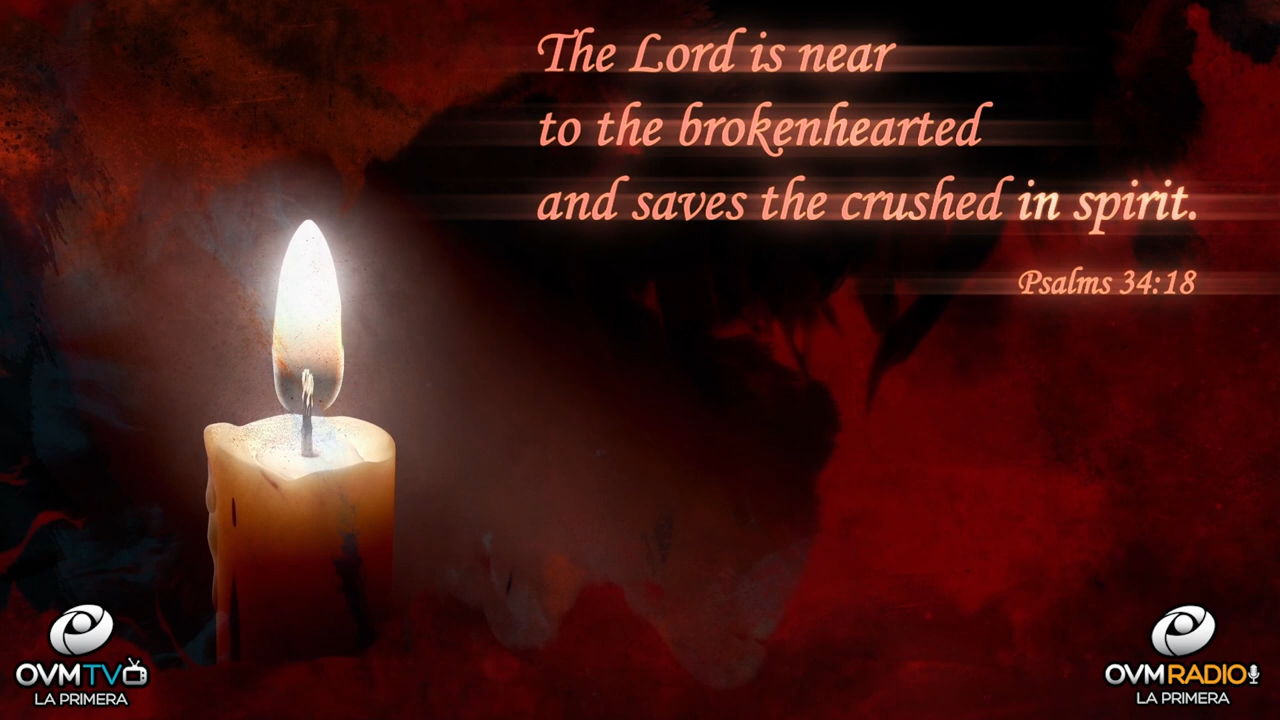 The Lord is near
to the brokenhearted
and saves the crushed in spirit.
Psalms 34:18
OVMTV
LA PRIMERA
OVMRADIO
LA PRIMERA